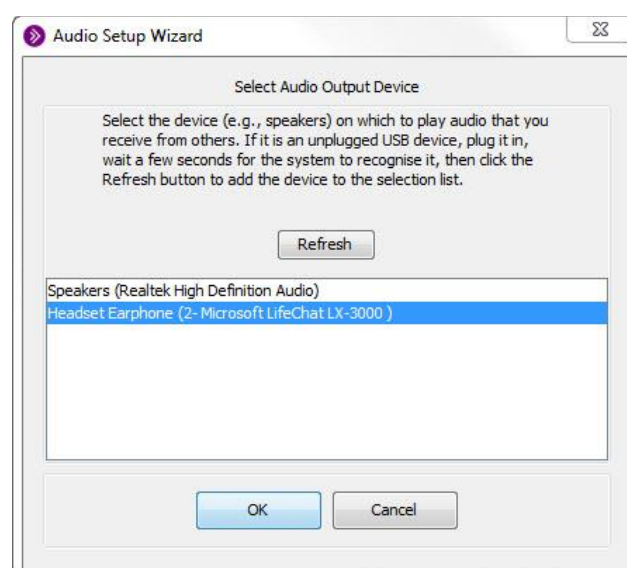 Audio Setup Wizard
Select Audio Output Device
Select the device (e.g., speakers) on which to play audio that you
receive from others. If it is an unplugged USB device, plug it in,
wait a few seconds for the system to recognise it, then click the
Refresh button to add the device to the selection list.
Refresh
Speakers (Realtek High Definition Audio)
Headset Earphone (2- Microsoft LifeChat LX-3000 )
OK Cancel